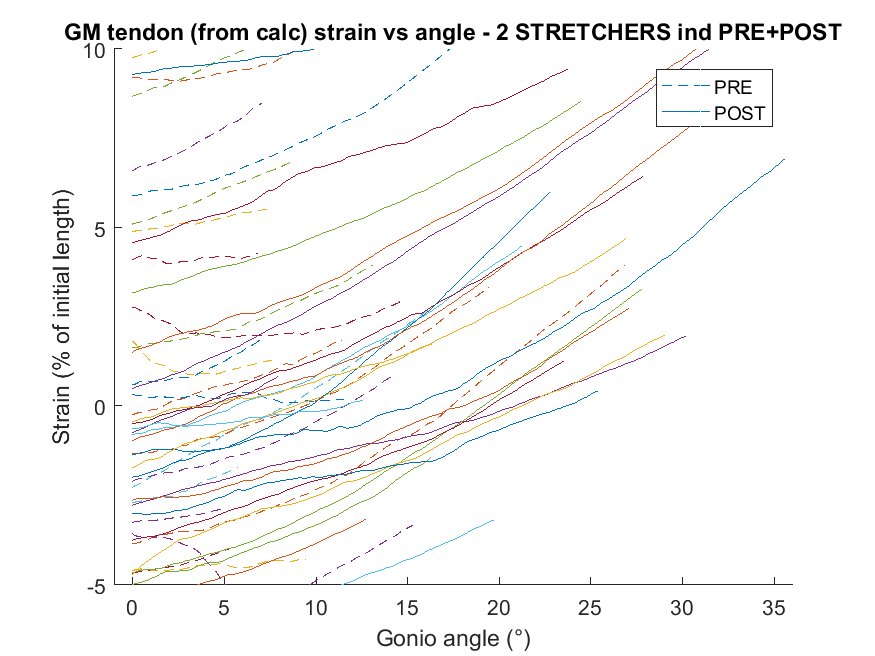 GM tendon (from calc) strain vs angle - 2 STRETCHERS ind PRE+POST
10
5
0
-5
Strain (% of initial length)
PRE
POST
0
5
10
15
20
25
30
35
Gonio angle (°)